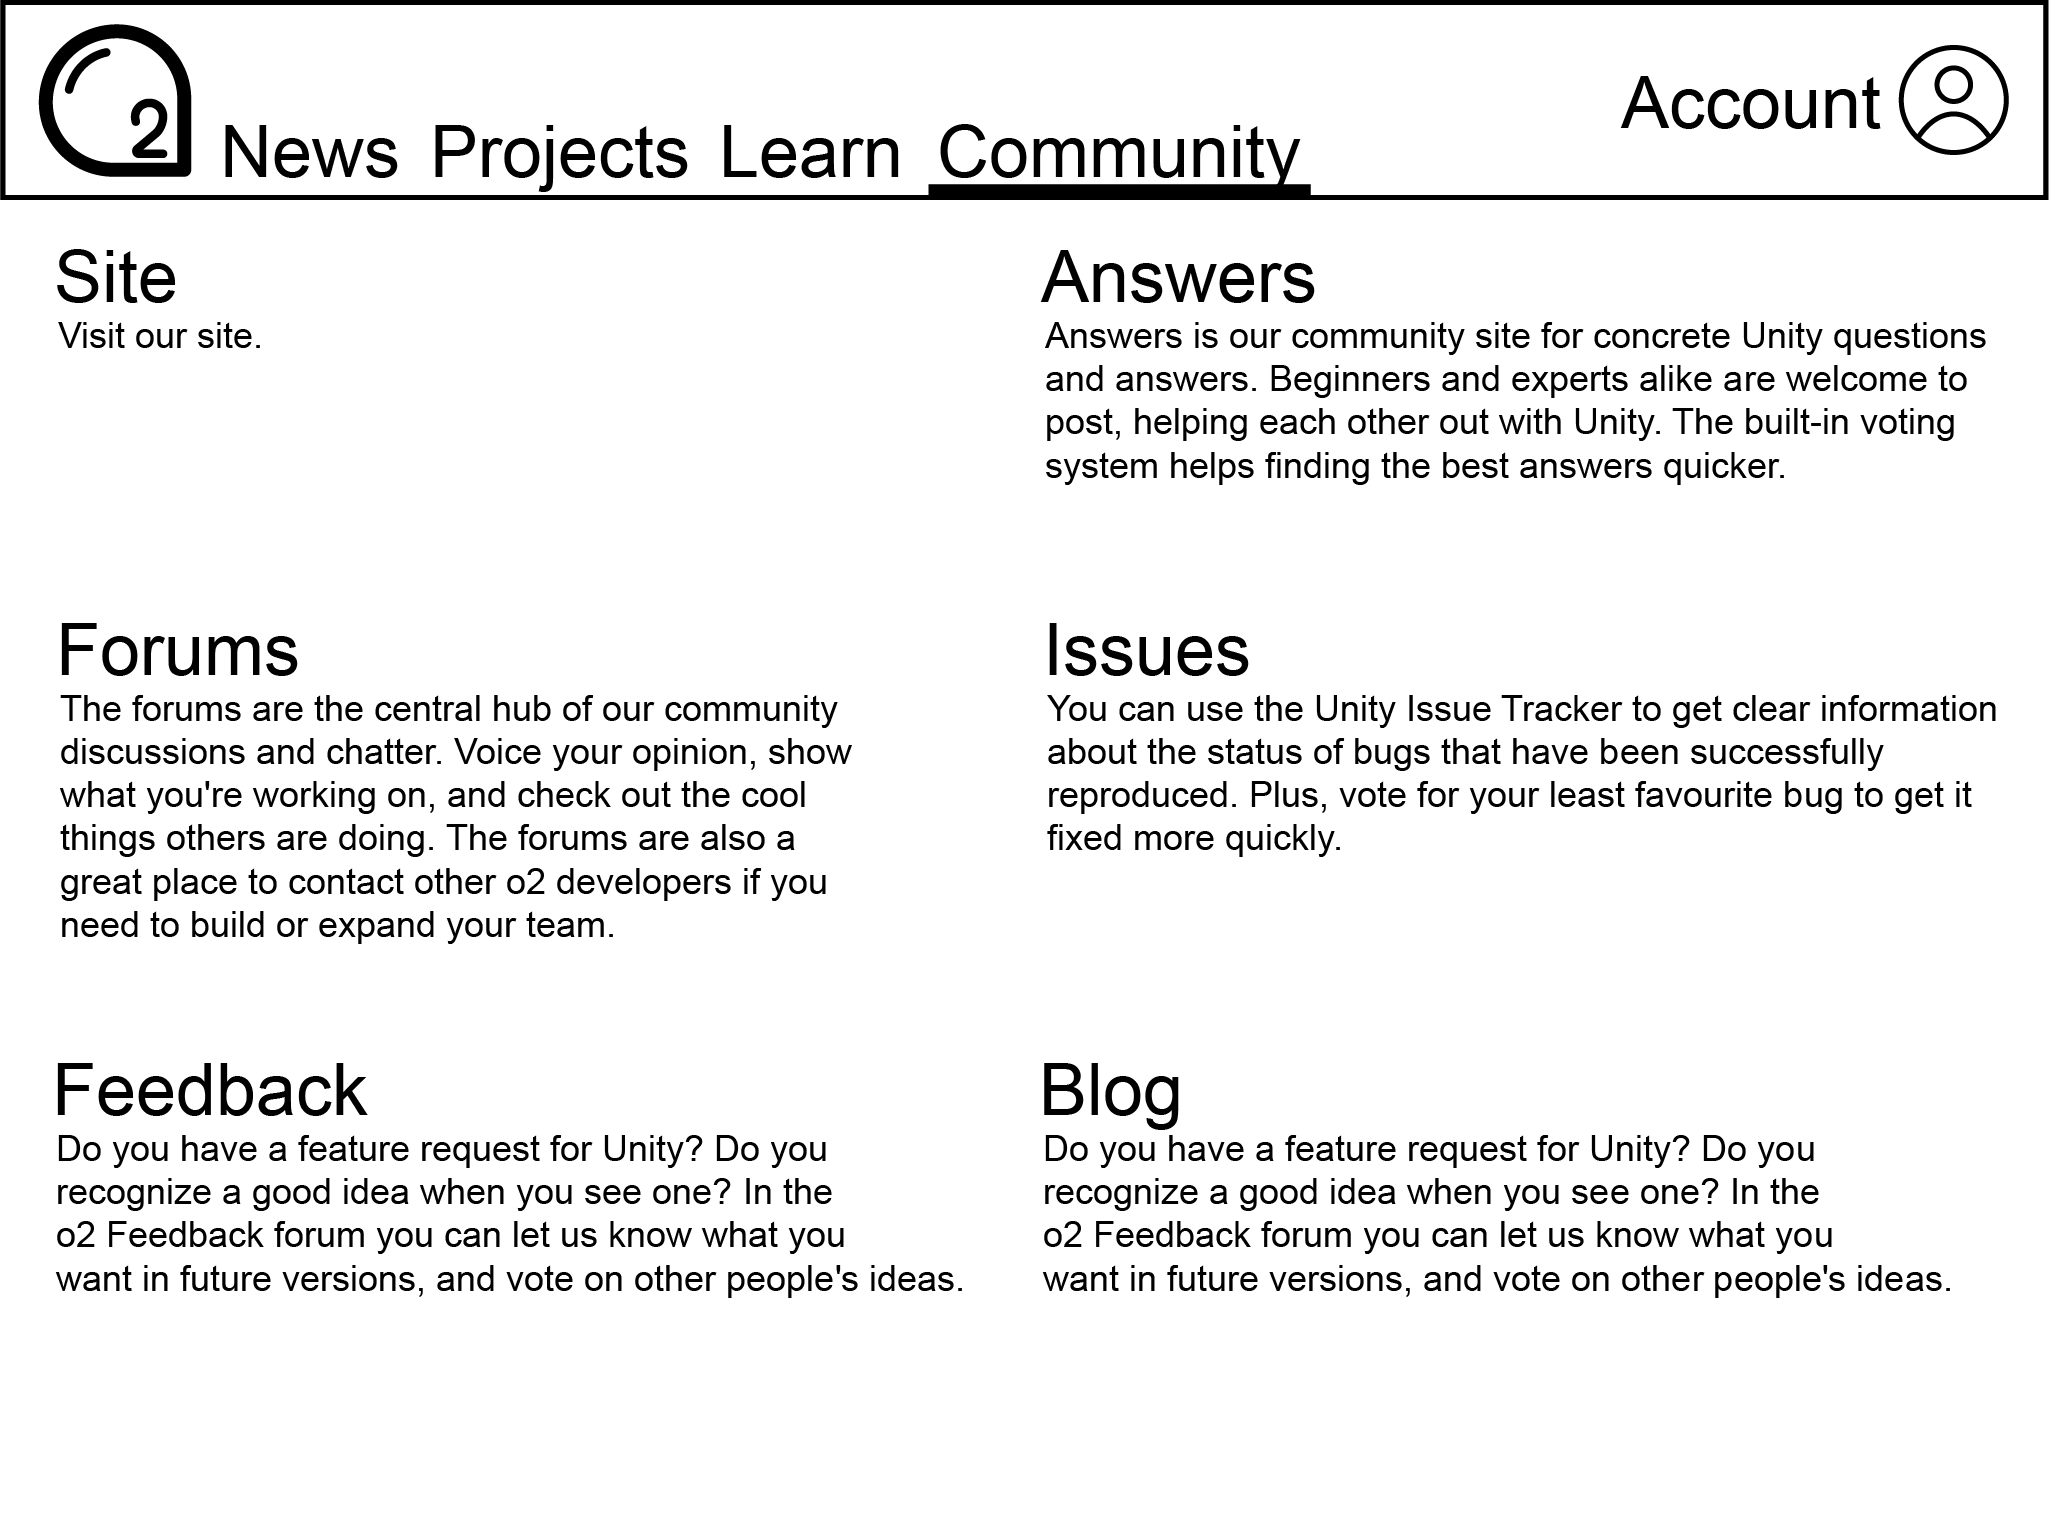 2
News Projects Learn Community
Account
Site
Visit our site.
Answers
Answers is our community site for concrete Unity questions
and answers. Beginners and experts alike are welcome to
post, helping each other out with Unity. The built-in voting
system helps finding the best answers quicker.
Forums
The forums are the central hub of our community
discussions and chatter. Voice your opinion, show
what you're working on, and check out the cool
things others are doing. The forums are also a
great place to contact other o2 developers if you
need to build or expand your team.
Issues
You can use the Unity Issue Tracker to get clear information
about the status of bugs that have been successfully
reproduced. Plus, vote for your least favourite bug to get it
fixed more quickly.
Feedback
Do you have a feature request for Unity? Do you
recognize a good idea when you see one? In the
o2 Feedback forum you can let us know what you
want in future versions, and vote on other people's ideas.
Blog
Do you have a feature request for Unity? Do you
recognize a good idea when you see one? In the
o2 Feedback forum you can let us know what you
want in future versions, and vote on other people's ideas.